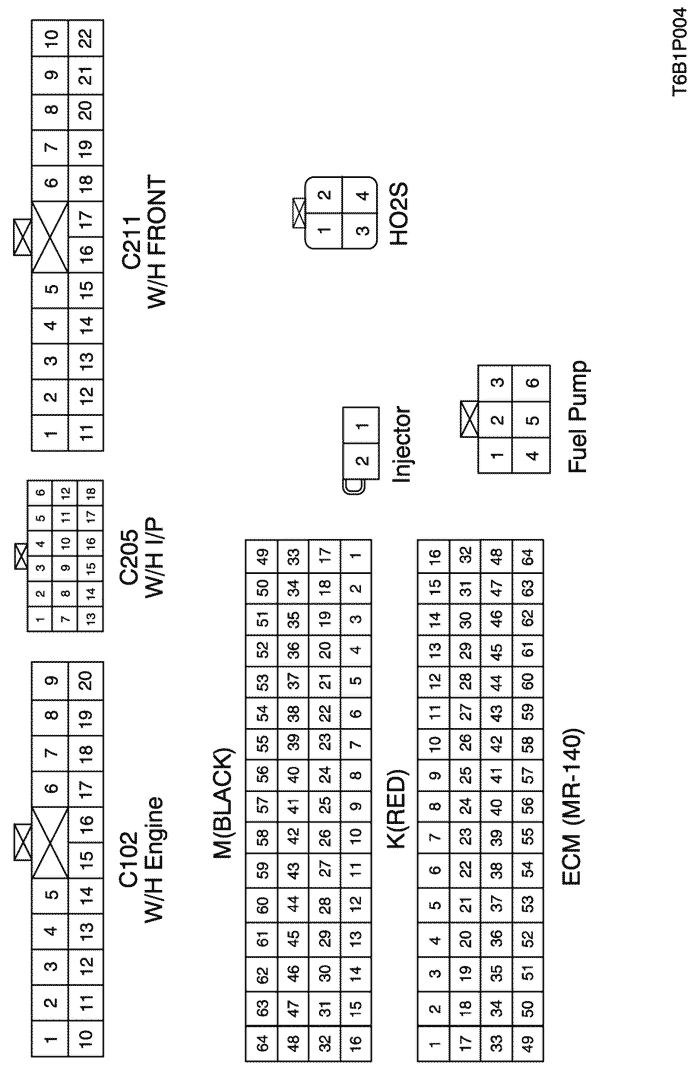 1 2 3 4 5 6 7 8 9
10 11 12 13 14 15 16 17 18 19 20
C102
W/H Engine
1 2 3 4 5 6
7 8 9 10 11 12
13 14 15 16 17 18
C205
W/H I/P
1 2 3 4 5 6 7 8 9 10
11 12 13 14 15 16 17 18 19 20 21 22
C211
W/H FRONT
M(BLACK)
64 63 62 61 60 59 58 57 56 55 54 53 52 51 50 49
48 47 46 45 44 43 42 41 40 39 38 37 36 35 34 33
32 31 30 29 28 27 26 25 24 23 22 21 20 19 18 17
16 15 14 13 12 11 10 9 8 7 6 5 4 3 2 1
K(RED)
1 2 3 4 5 6 7 8 9 10 11 12 13 14 15 16
17 18 19 20 21 22 23 24 25 26 27 28 29 30 31 32
33 34 35 36 37 38 39 40 41 42 43 44 45 46 47 48
49 50 51 52 53 54 55 56 57 58 59 60 61 62 63 64
ECM (MR-140)
2 1
Injector
1 2
3 4
HO2S
1 2 3
4 5 6
Fuel Pump
T6B1P004